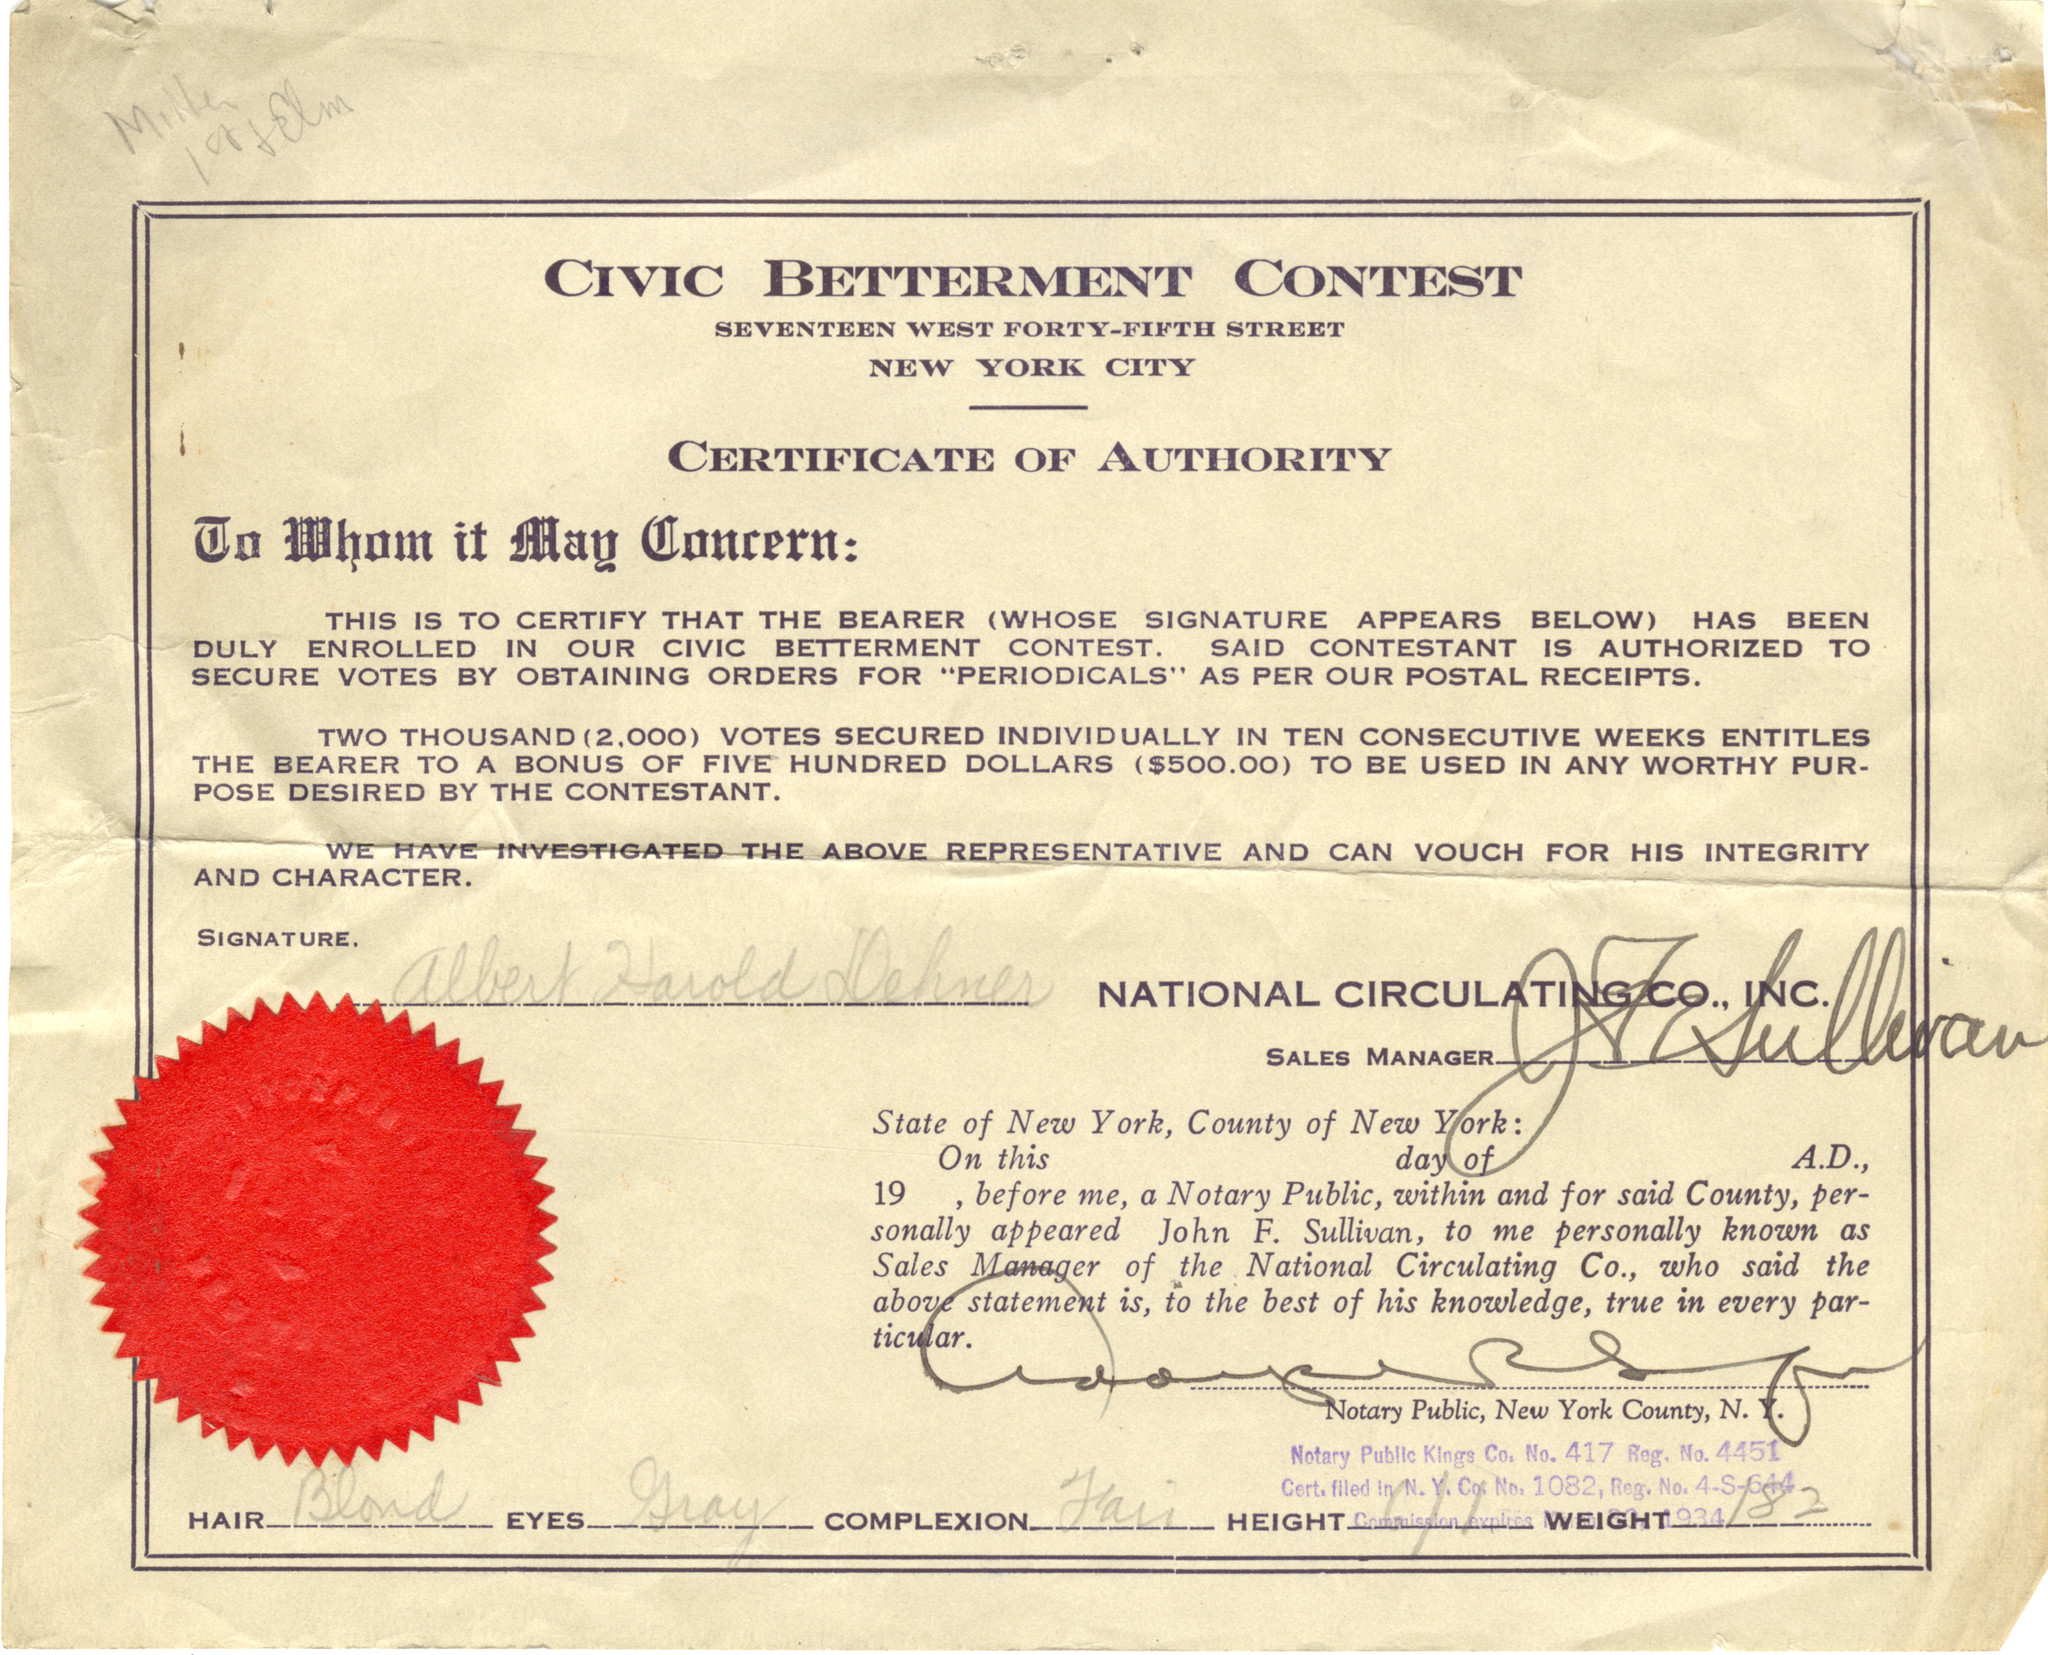 Miller
1st & Elm
CIVIC BETTERMENT CONTEST
SEVENTEEN WEST FORTY-FIFTH STREET
NEW YORK CITY
CERTIFICATE OF AUTHORITY
To Whom it May Concern:
THIS IS TO CERTIFY THAT THE BEARER (WHOSE SIGNATURE APPEARS BELOW) HAS BEEN
DULY ENROLLED IN OUR CIVIC BETTERMENT CONTEST. SAID CONTESTANT IS AUTHORIZED TO
SECURE VOTES BY OBTAINING ORDERS FOR "PERIODICALS" AS PER OUR POSTAL RECEIPTS.
TWO THOUSAND (2,000) VOTES SECURED INDIVIDUALLY IN TEN CONSECUTIVE WEEKS ENTITLES
THE BEARER TO A BONUS OF FIVE HUNDRED DOLLARS ($500.00) TO BE USED IN ANY WORTHY PUR-
POSE DESIRED BY THE CONTESTANT.
WE HAVE INVESTIGATED THE ABOVE REPRESENTATIVE AND CAN VOUCH FOR HIS INTEGRITY
AND CHARACTER.
SIGNATURE. Albert Harold Dehner
NATIONAL CIRCULATING CO., INC.
SALES MANAGER J F Sullivan
State of New York, County of New York:
On this day of A.D.,
19 , before me, a Notary Public, within and for said County, per-
sonally appeared John F. Sullivan, to me personally known as
Sales Manager of the National Circulating Co., who said the
above statement is, to the best of his knowledge, true in every par-
ticular.
Notary Public, New York County, N. Y.
Notary Public Kings Co. No. 417 Reg. No. 4451
Cert. filed in N. Y. Co. No. 1082, Reg. No. 4-S-644
Commission expires 1934
HAIR Blond EYES Gray COMPLEXION Fair HEIGHT 6/1 WEIGHT 182